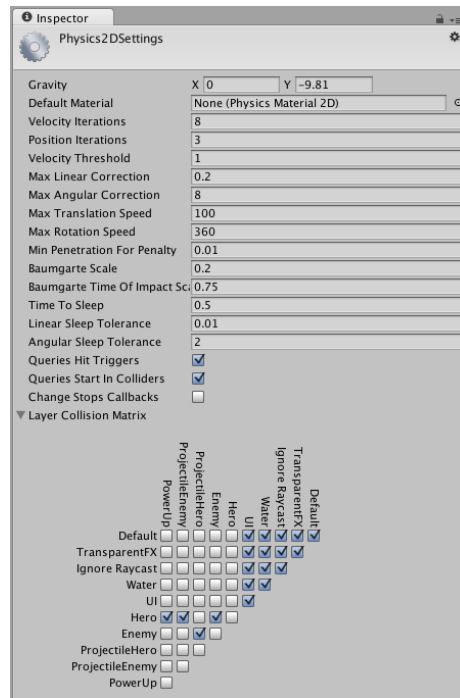 Inspector
Physics2DSettings
Gravity X 0 Y -9.81
Default Material None (Physics Material 2D)
Velocity Iterations 8
Position Iterations 3
Velocity Threshold 1
Max Linear Correction 0.2
Max Angular Correction 8
Max Translation Speed 100
Max Rotation Speed 360
Min Penetration For Penalty 0.01
Baumgarte Scale 0.2
Baumgarte Time Of Impact Sc 0.75
Time To Sleep 0.5
Linear Sleep Tolerance 0.01
Angular Sleep Tolerance 2
Queries Hit Triggers
Queries Start In Colliders
Change Stops Callbacks
Layer Collision Matrix
PowerUp
ProjectileEnemy
ProjectileHero
Enemy
Hero
UI
Water
Ignore Raycast
TransparentFX
Default
Default
TransparentFX
Ignore Raycast
Water
UI
Hero
Enemy
ProjectileHero
ProjectileEnemy
PowerUp